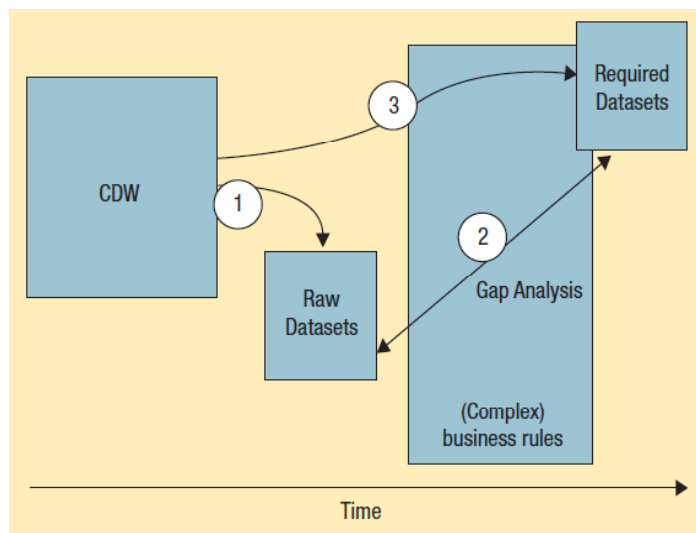 Required
Datasets
3
CDW
1
2
Raw
Datasets
Gap Analysis
(Complex)
business rules
Time